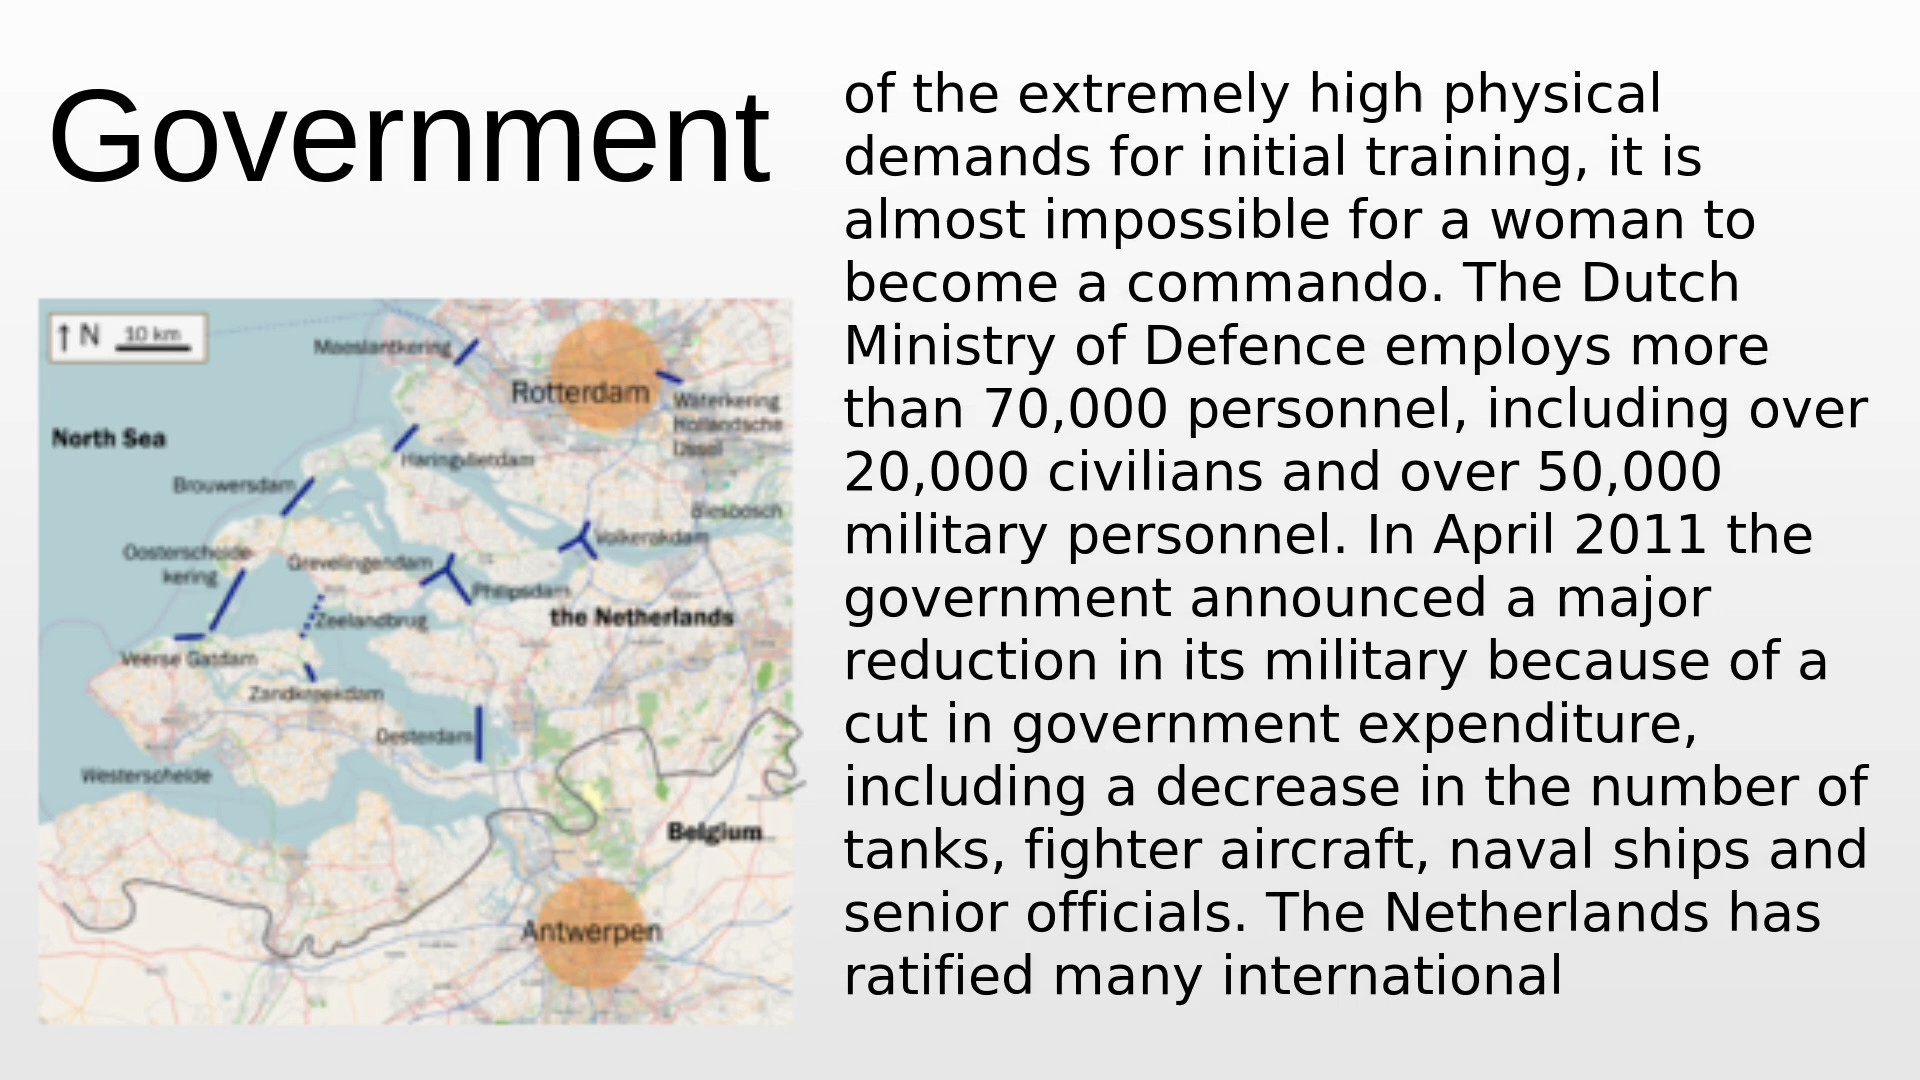 Government
of the extremely high physical
demands for initial training, it is
almost impossible for a woman to
become a commando. The Dutch
Ministry of Defence employs more
than 70,000 personnel, including over
20,000 civilians and over 50,000
military personnel. In April 2011 the
government announced a major
reduction in its military because of a
cut in government expenditure,
including a decrease in the number of
tanks, fighter aircraft, naval ships and
senior officials. The Netherlands has
ratified many international
↑ N 10 km
Maeslantkering
Rotterdam
Waterkering
Hollandsche
IJssel
North Sea
Haringvlietdam
Brouwersdam
Biesbosch
Volkerakdam
Oosterschelde-
kering
Grevelingendam
Philipsdam
the Netherlands
Zeelandbrug
Veerse Gatdam
Zandkreekdam
Oesterdam
Westerschelde
Belgium
Antwerpen